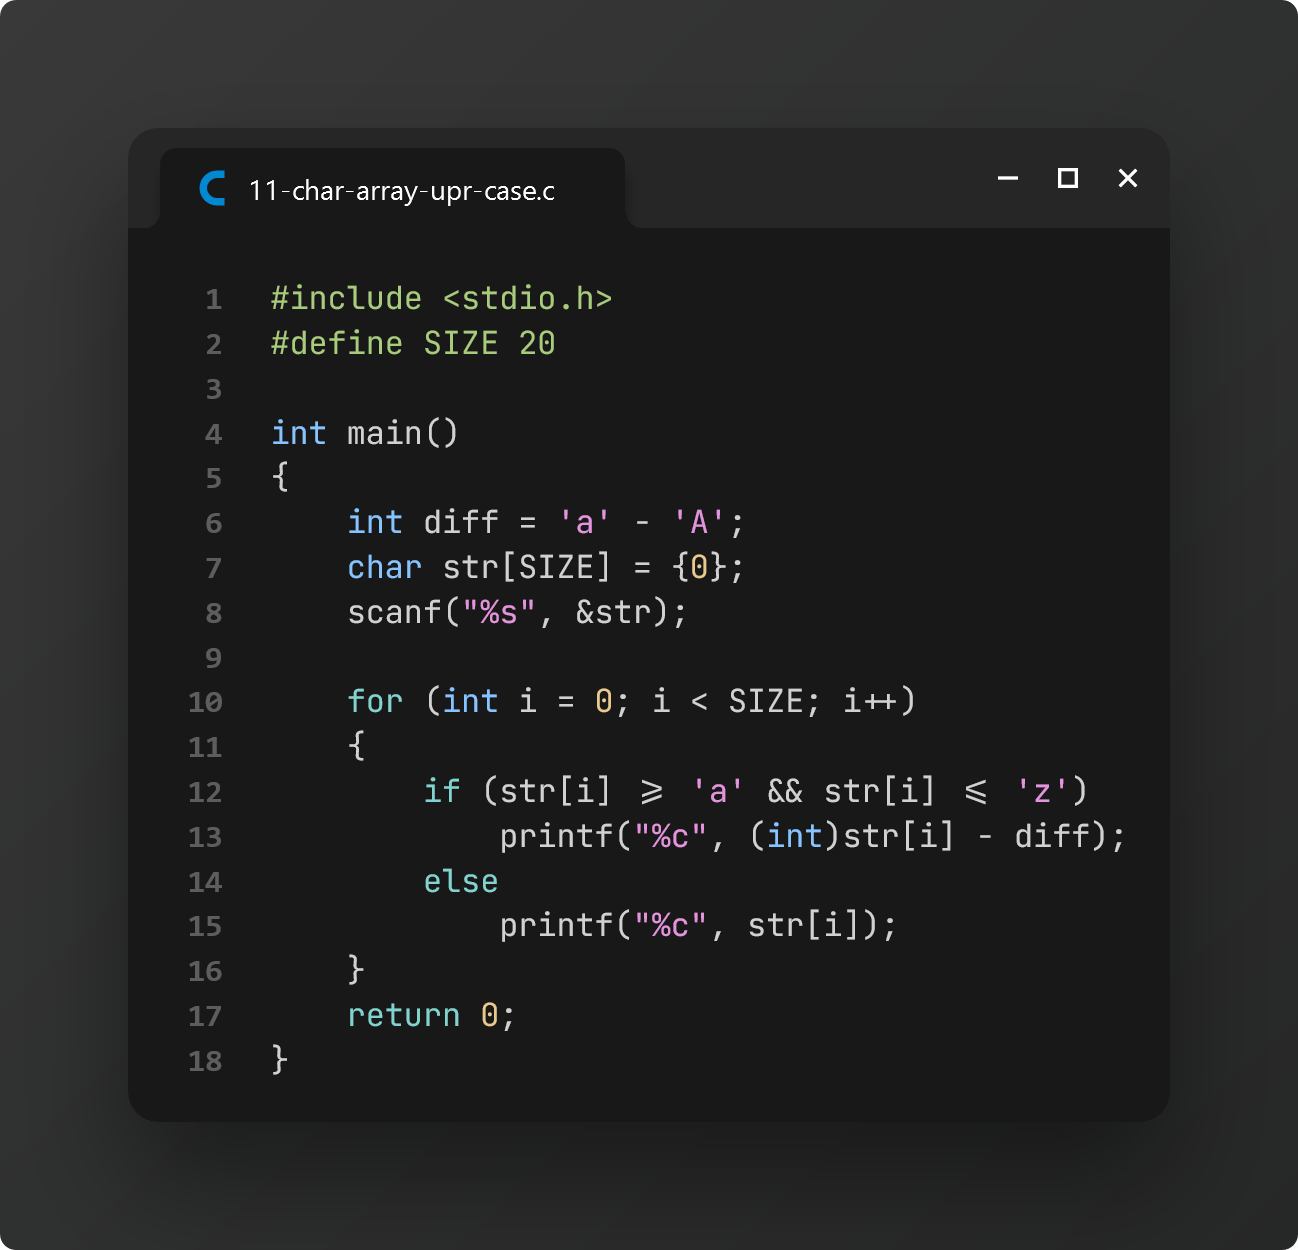 11-char-array-upr-case.c
1 #include <stdio.h>
2 #define SIZE 20
3
4 int main()
5 {
6     int diff = 'a' - 'A';
7     char str[SIZE] = {0};
8     scanf("%s", &str);
9
10     for (int i = 0; i < SIZE; i++)
11     {
12         if (str[i] >= 'a' && str[i] <= 'z')
13             printf("%c", (int)str[i] - diff);
14         else
15             printf("%c", str[i]);
16     }
17     return 0;
18 }